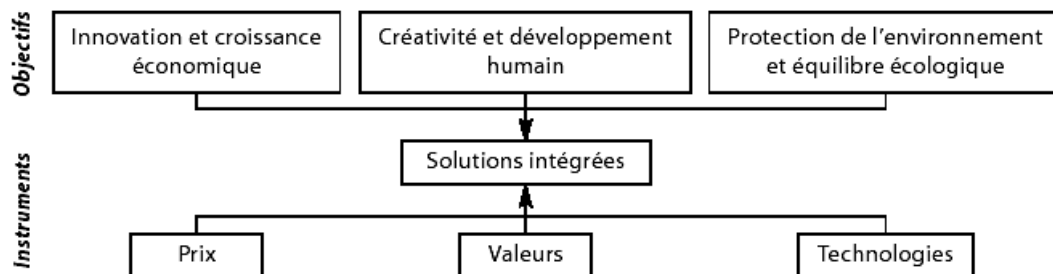 Objectifs
Innovation et croissance
économique
Créativité et développement
humain
Protection de l'environnement
et équilibre écologique
Solutions intégrées
Instruments
Prix
Valeurs
Technologies